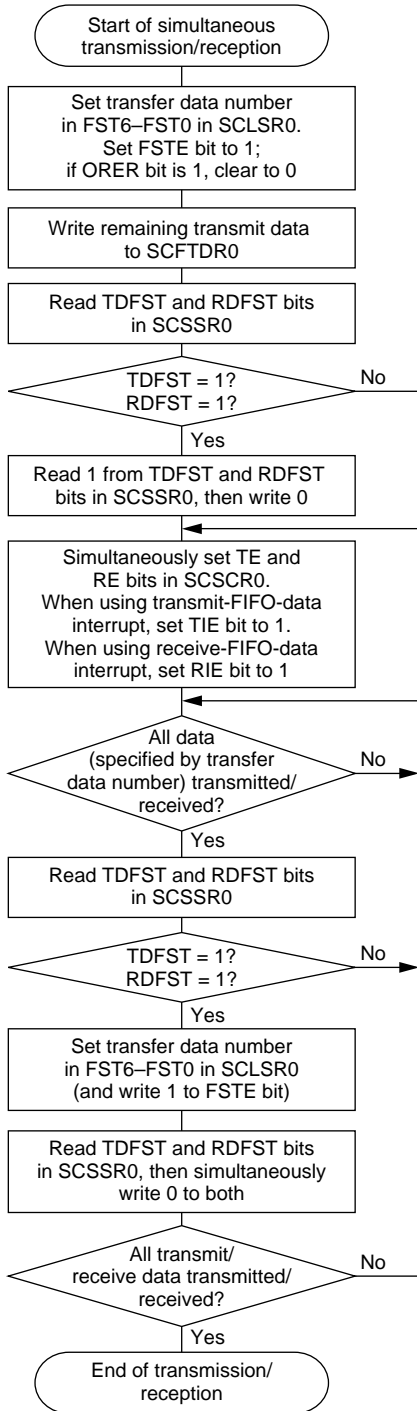 Start of simultaneous
transmission/reception
Set transfer data number
in FST6–FST0 in SCLSR0.
Set FSTE bit to 1;
if ORER bit is 1, clear to 0
Write remaining transmit data
to SCFTDR0
Read TDFST and RDFST bits
in SCSSR0
TDFST = 1?
RDFST = 1?
No
Yes
Read 1 from TDFST and RDFST
bits in SCSSR0, then write 0
Simultaneously set TE and
RE bits in SCSCR0.
When using transmit-FIFO-data
interrupt, set TIE bit to 1.
When using receive-FIFO-data
interrupt, set RIE bit to 1
All data
(specified by transfer
data number) transmitted/
received?
No
Yes
Read TDFST and RDFST bits
in SCSSR0
TDFST = 1?
RDFST = 1?
No
Yes
Set transfer data number
in FST6–FST0 in SCLSR0
(and write 1 to FSTE bit)
Read TDFST and RDFST bits
in SCSSR0, then simultaneously
write 0 to both
All transmit/
receive data transmitted/
received?
No
Yes
End of transmission/
reception